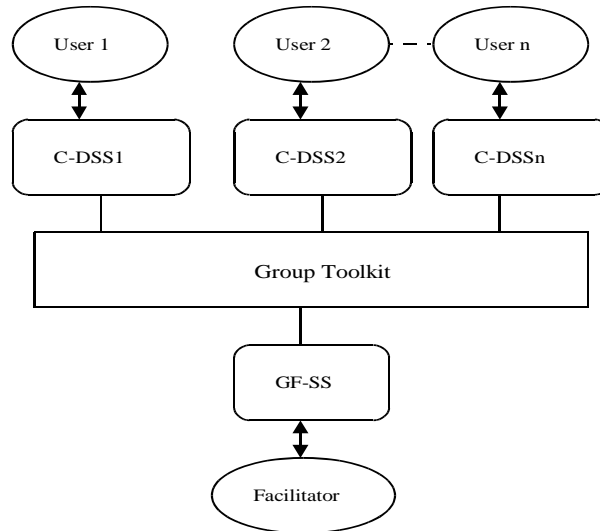 User 1
User 2
User n
C-DSS1
C-DSS2
C-DSSn
Group Toolkit
GF-SS
Facilitator